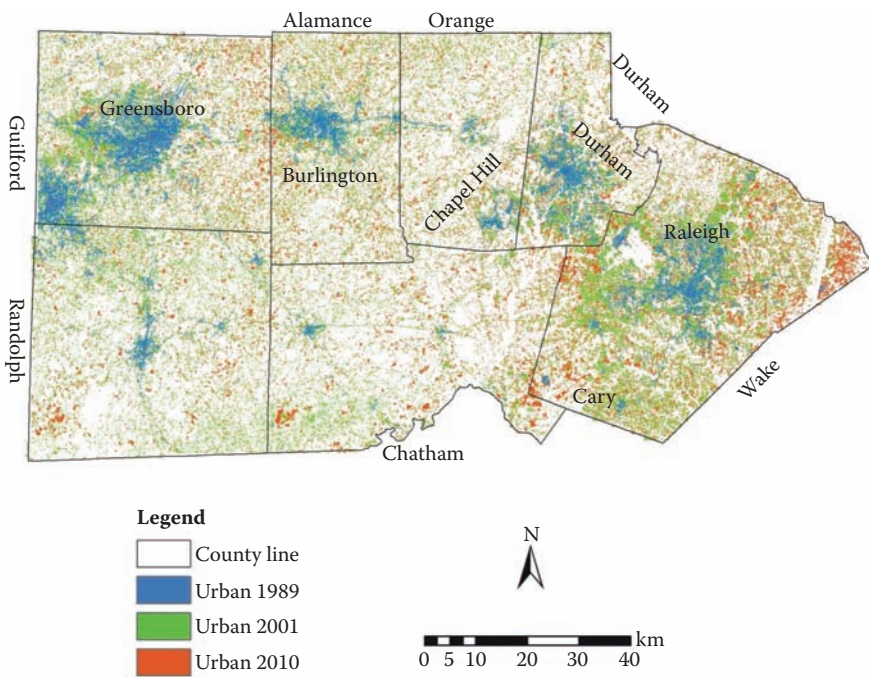 Alamance
Orange
Durham
Guilford
Greensboro
Burlington
Chapel Hill
Durham
Raleigh
Randolph
Cary
Wake
Chatham
Legend
County line
Urban 1989
Urban 2001
Urban 2010
N
km
0 5 10 20 30 40